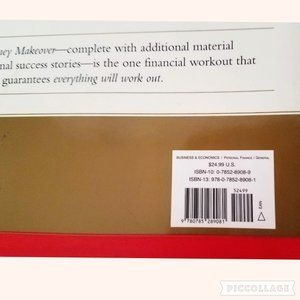 ney Makeover—complete with additional material
nal success stories—is the one financial workout that
guarantees everything will work out.
BUSINESS & ECONOMICS / Personal Finance / General
$24.99 U.S.
ISBN-10: 0-7852-8908-9
ISBN-13: 978-0-7852-8908-1
52499
9 780785 289081
PICCOLLAGE